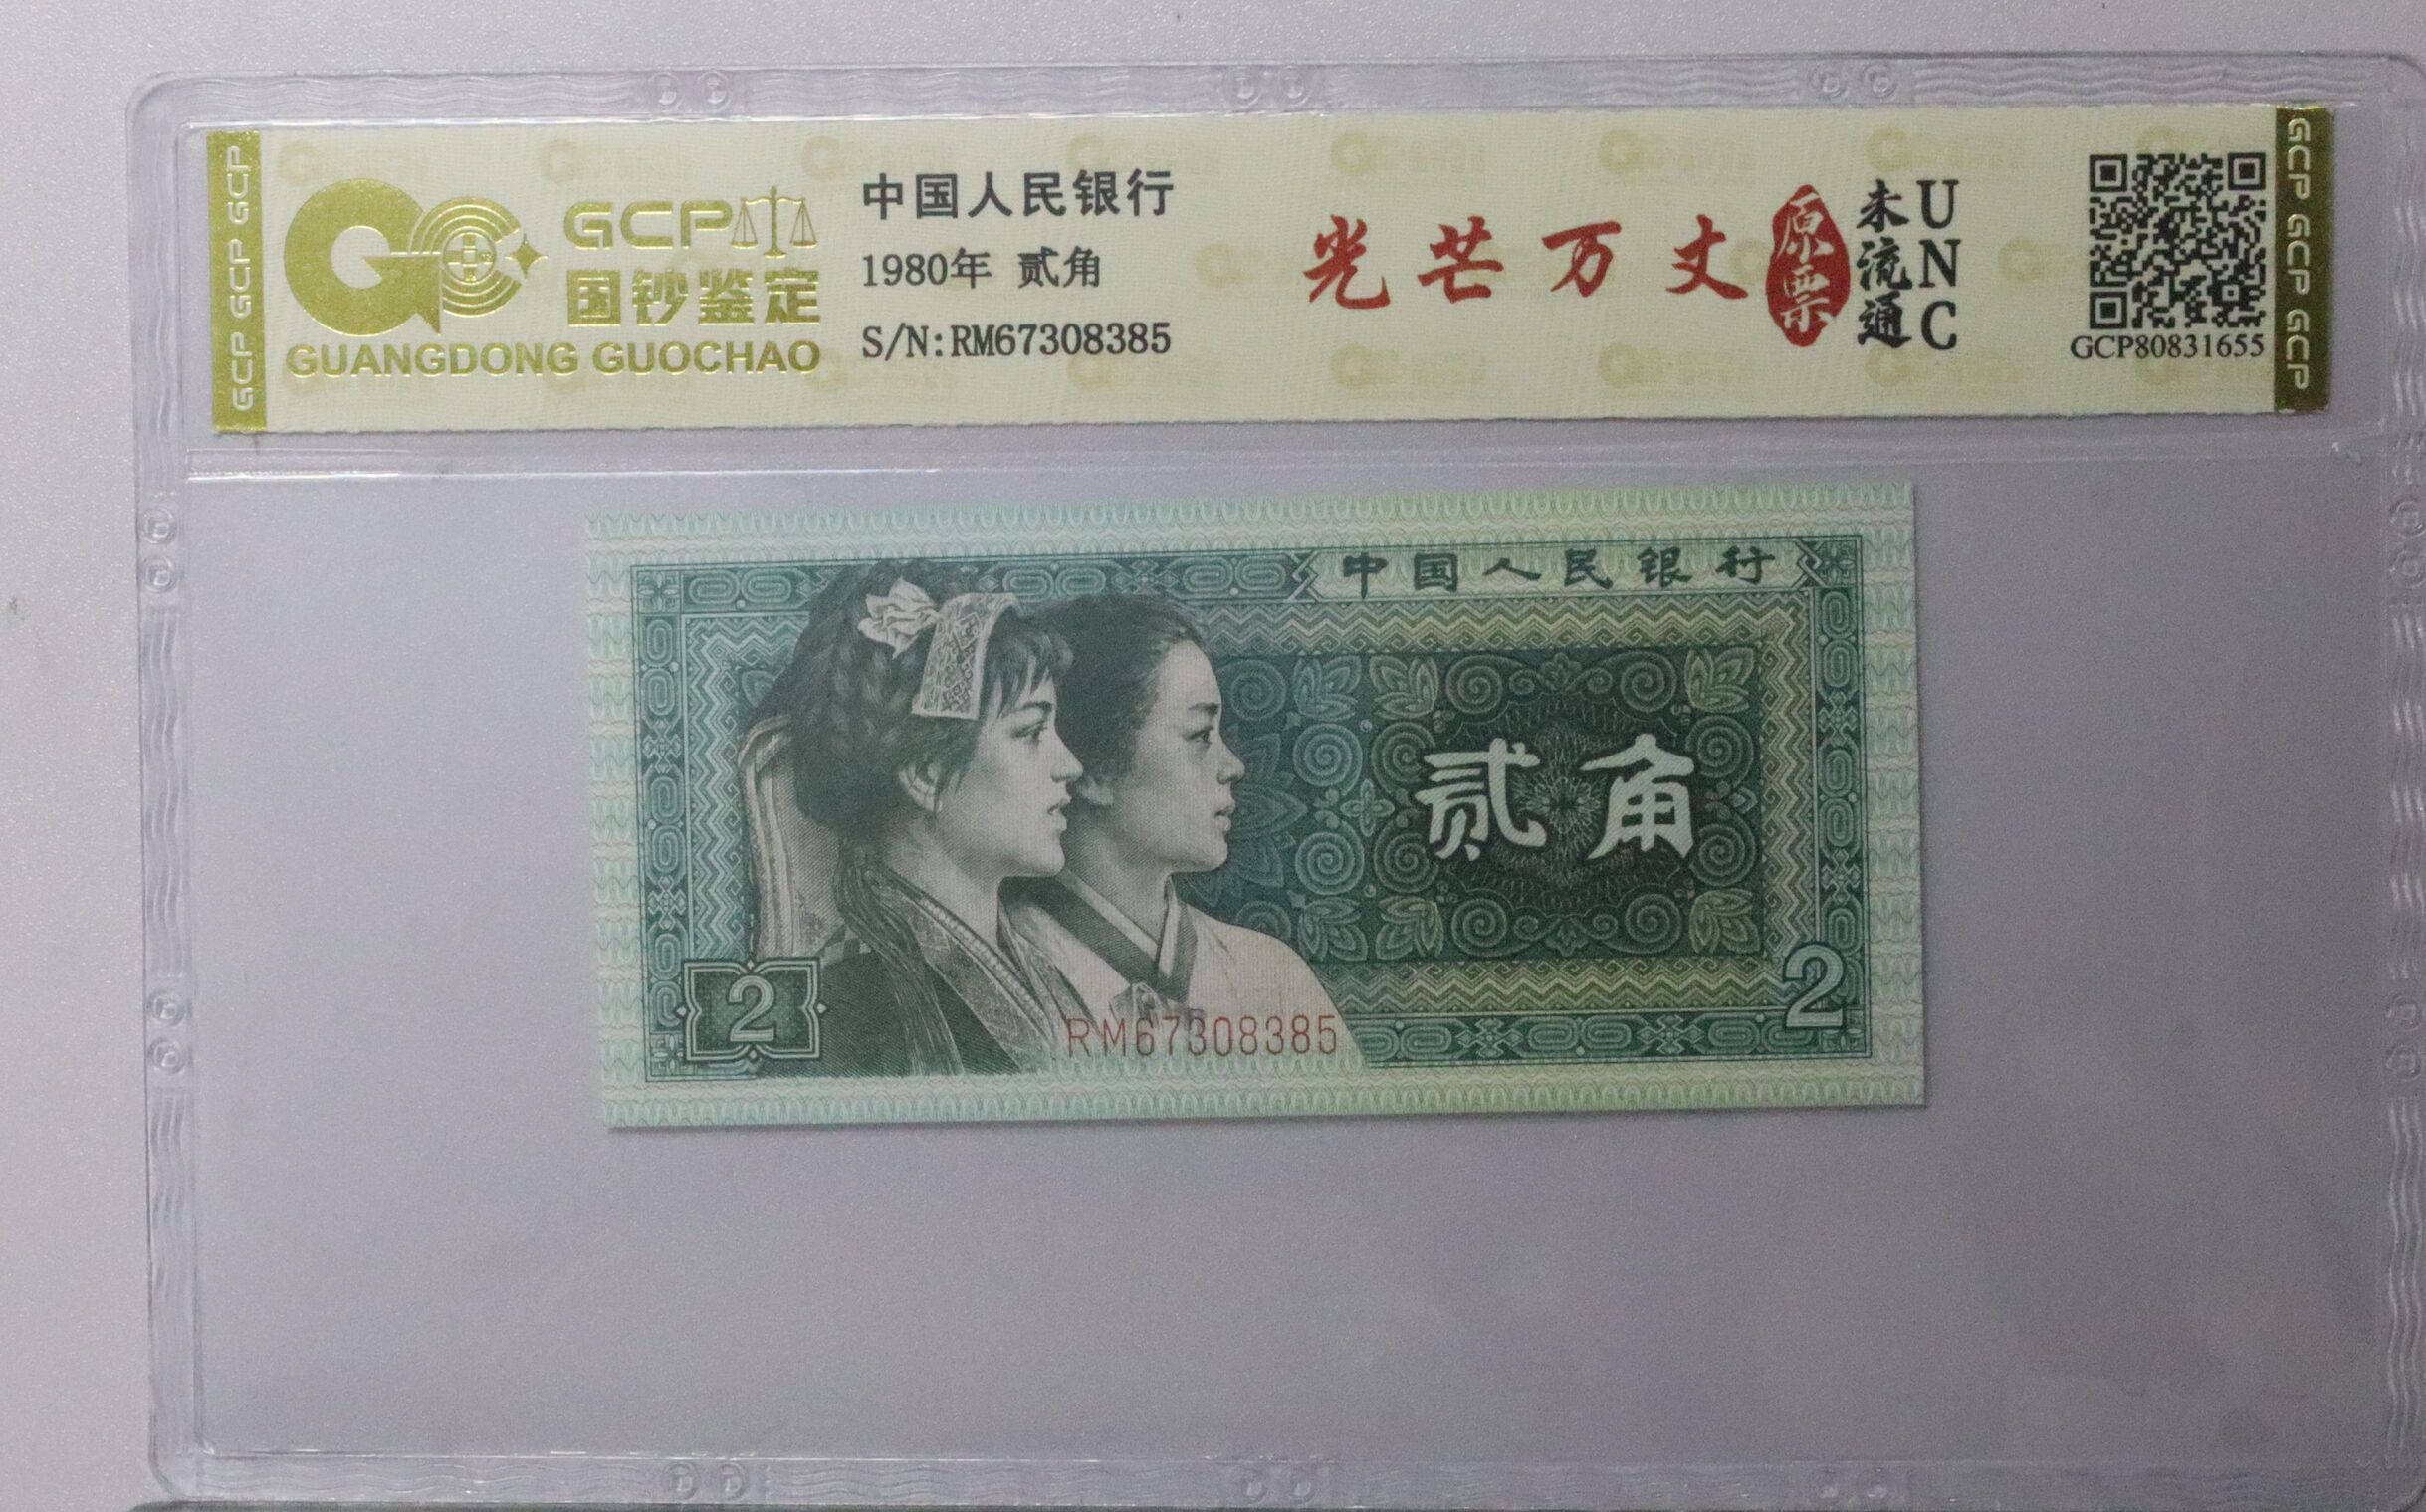 GCP GCP GCP
GCP
国钞鉴定
GUANGDONG GUOCHAO
中国人民银行
1980年 贰角
S/N:RM67308385
光芒万丈
原票
未流通
UNC
GCP80831655
GCP GCP GCP
中国人民银行
贰角
2
2
RM67308385